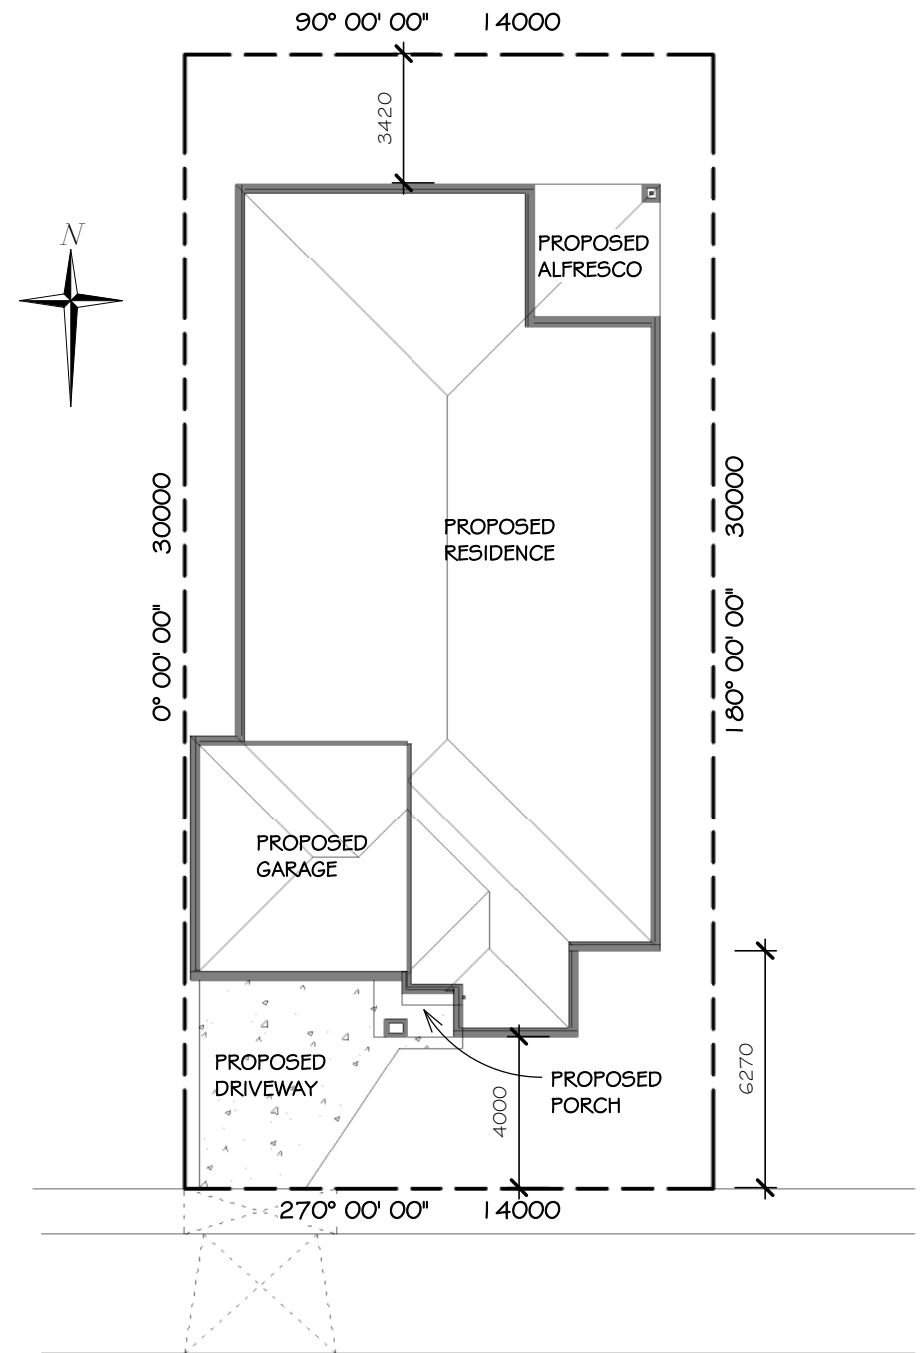 90° 00' 00" 14000
3420
N
PROPOSED
ALFRESCO
30000
0° 00' 00"
30000
180° 00' 00"
PROPOSED
RESIDENCE
PROPOSED
GARAGE
PROPOSED
DRIVEWAY
4000
PROPOSED
PORCH
6270
270° 00' 00" 14000